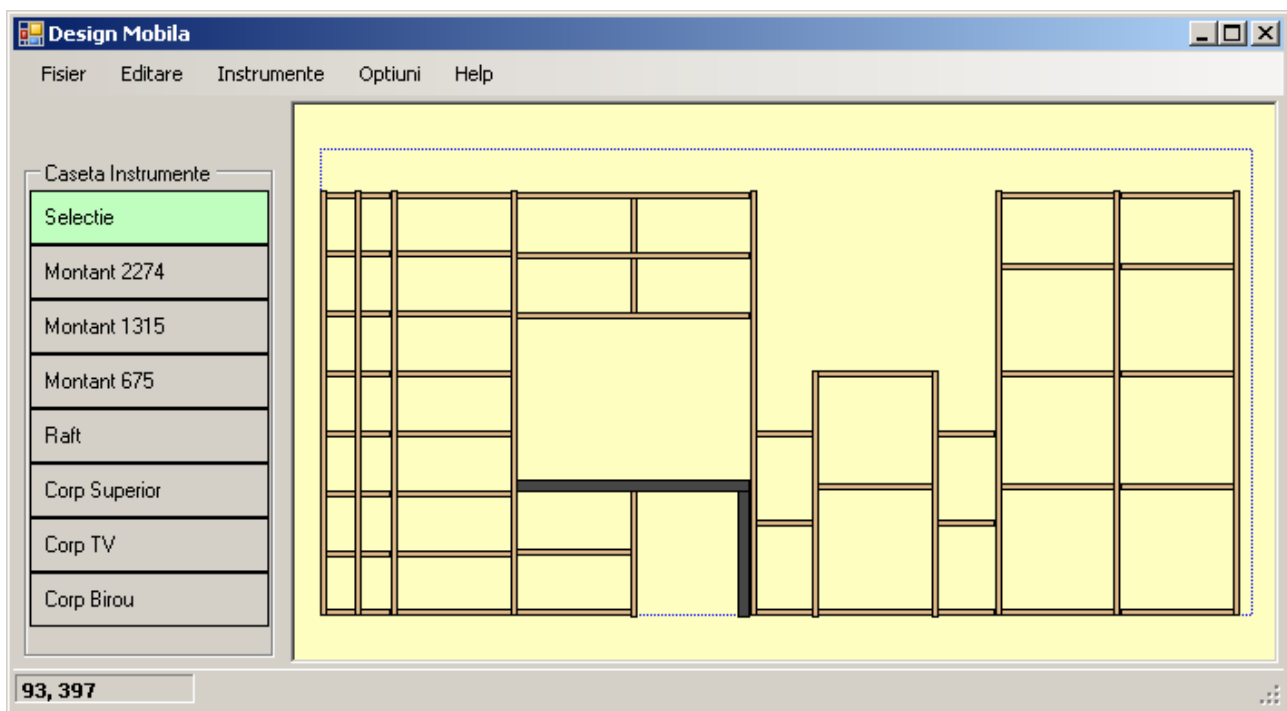 Design Mobila
Fisier Editare Instrumente Optiuni Help
Caseta Instrumente
Selectie
Montant 2274
Montant 1315
Montant 675
Raft
Corp Superior
Corp TV
Corp Birou
93, 397